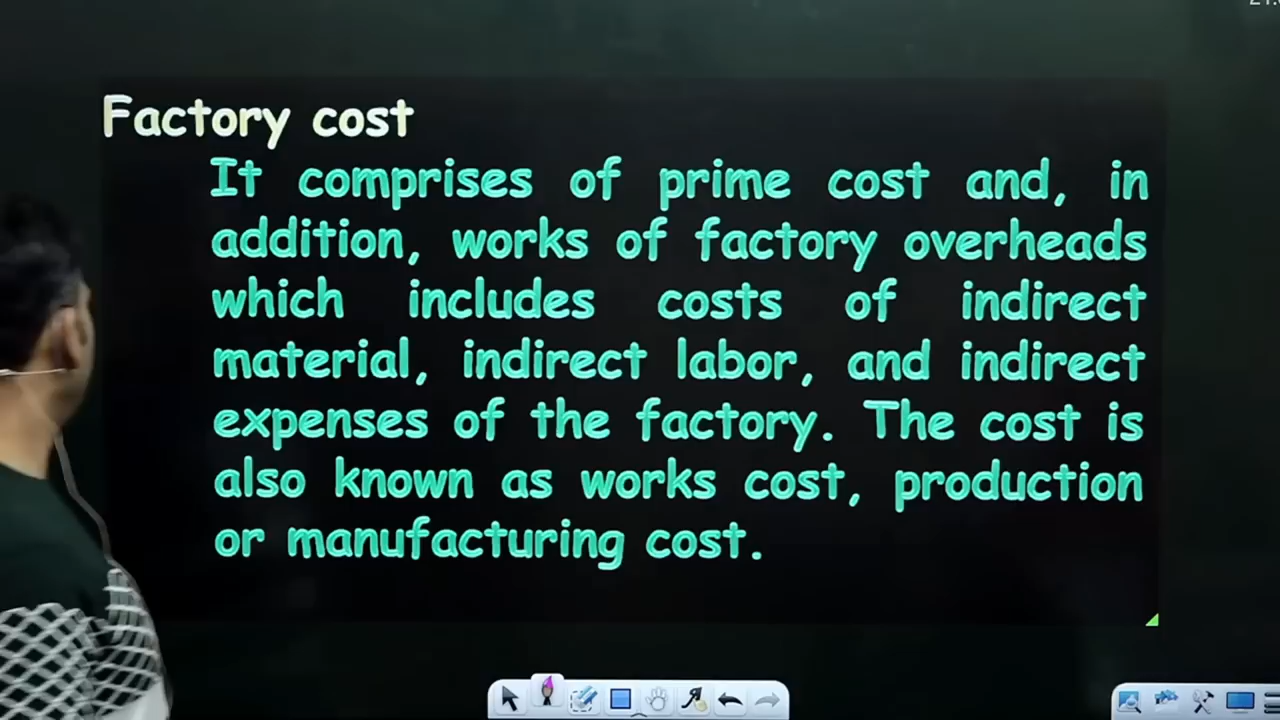 Factory cost
It comprises of prime cost and, in
addition, works of factory overheads
which includes costs of indirect
material, indirect labor, and indirect
expenses of the factory. The cost is
also known as works cost, production
or manufacturing cost.